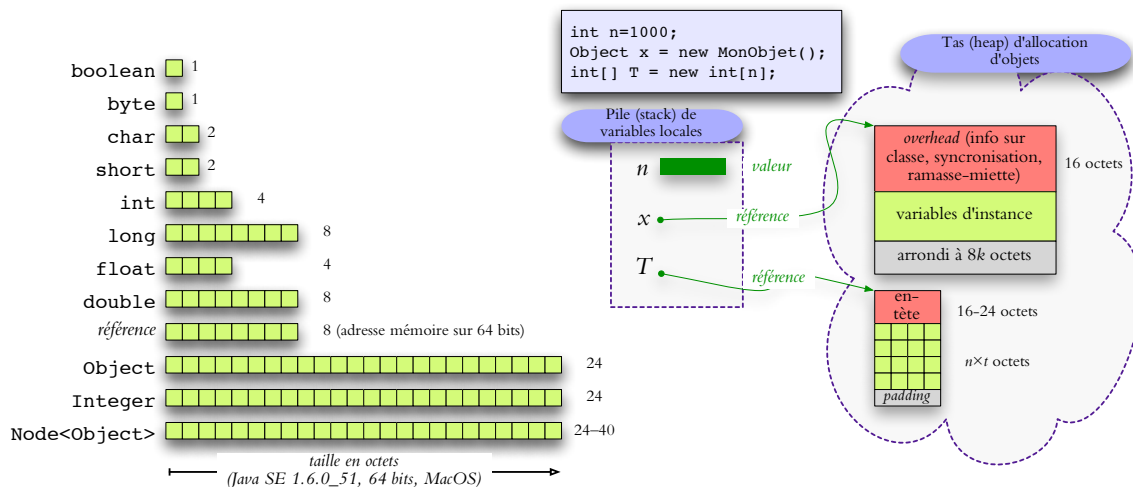 boolean 1
byte 1
char 2
short 2
int 4
long 8
float 4
double 8
référence 8 (adresse mémoire sur 64 bits)
Object 24
Integer 24
Node<Object> 24–40
taille en octets
(Java SE 1.6.0_51, 64 bits, MacOS)
int n=1000;
Object x = new MonObjet();
int[] T = new int[n];
Pile (stack) de
variables locales
n valeur
x référence
T référence
Tas (heap) d'allocation
d'objets
overhead (info sur
classe, syncronisation,
ramasse-miette)
16 octets
variables d'instance
arrondi à 8k octets
en-
tète
16-24 octets
n×t octets
padding